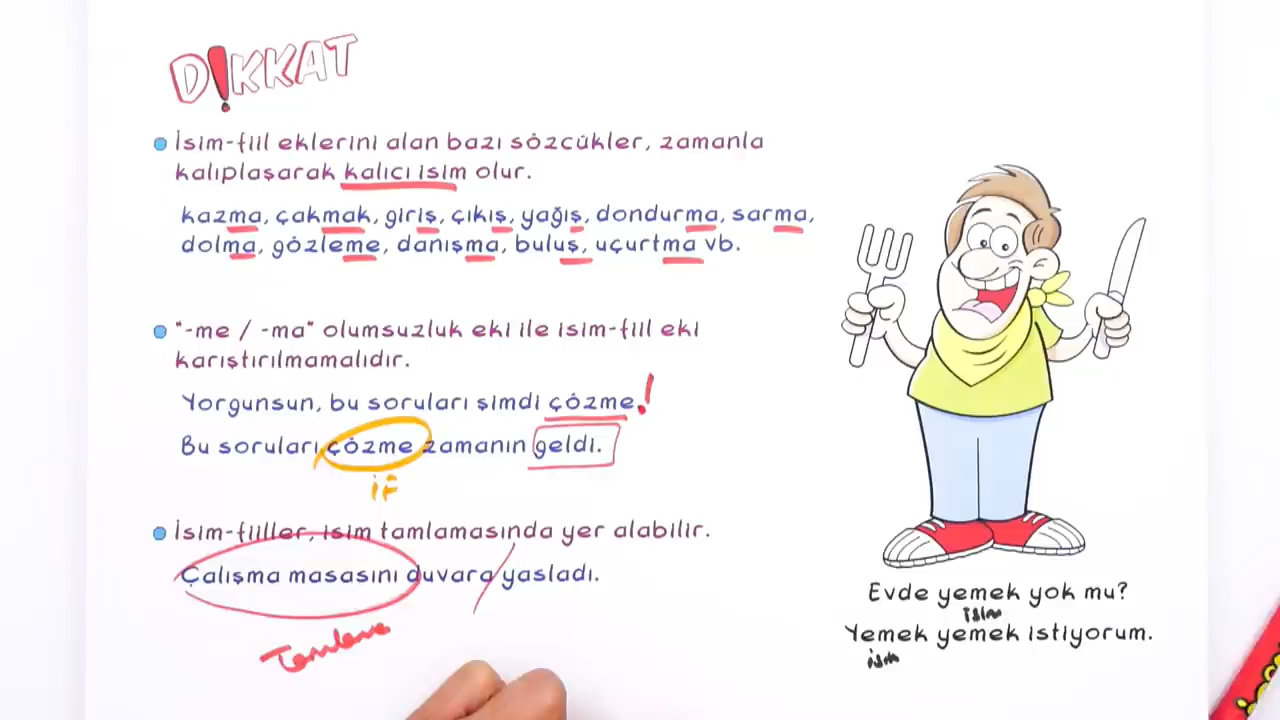 DİKKAT
İsim-fiil eklerini alan bazı sözcükler, zamanla
kalıplaşarak kalıcı isim olur.
kazma, çakmak, giriş, çıkış, yağış, dondurma, sarma,
dolma, gözleme, danışma, buluş, uçurtma vb.
"-me / -ma" olumsuzluk eki ile isim-fiil eki
karıştırılmamalıdır.
Yorgunsun, bu soruları şimdi çözme!
Bu soruları çözme zamanın geldi.
İF
İsim-fiiller, isim tamlamasında yer alabilir.
Çalışma masasını duvara yasladı.
Tamlama
Evde yemek yok mu?
isim
Yemek yemek istiyorum.
isim